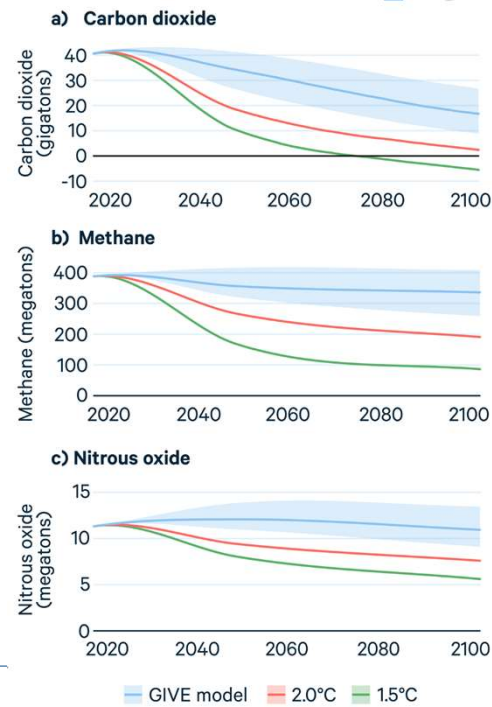 a) Carbon dioxide
Carbon dioxide
(gigatons)
40
30
20
10
0
-10
2020 2040 2060 2080 2100
b) Methane
Methane (megatons)
400
300
200
100
0
2020 2040 2060 2080 2100
c) Nitrous oxide
Nitrous oxide
(megatons)
15
10
5
0
2020 2040 2060 2080 2100
GIVE model 2.0°C 1.5°C